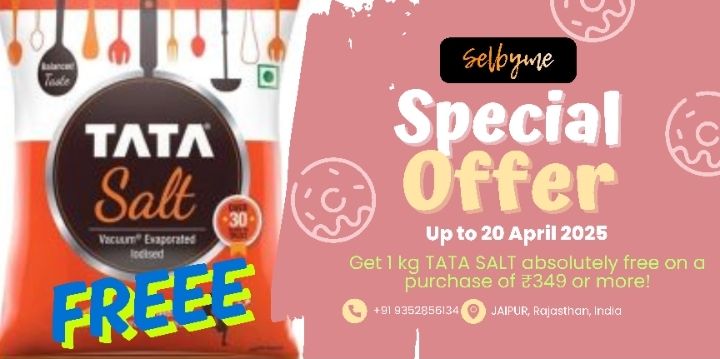 Balanced
Taste
TATA
Salt
Vacuum® Evaporated
Iodised
30
FREEE
Selbyme
Special
Offer
Up to 20 April 2025
Get 1 kg TATA SALT absolutely free on a
purchase of ₹349 or more!
+91 9352856134 JAIPUR, Rajasthan, India